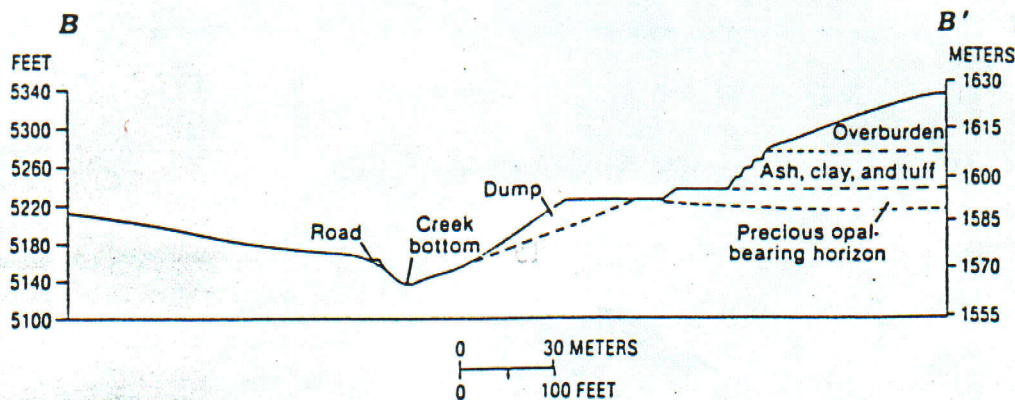 B
B'
FEET
METERS
5340
5300
5260
5220
5180
5140
5100
1630
1615
1600
1585
1570
1555
Overburden
Ash, clay, and tuff
Dump
Precious opal-
bearing horizon
Road
Creek
bottom
0 30 METERS
0 100 FEET